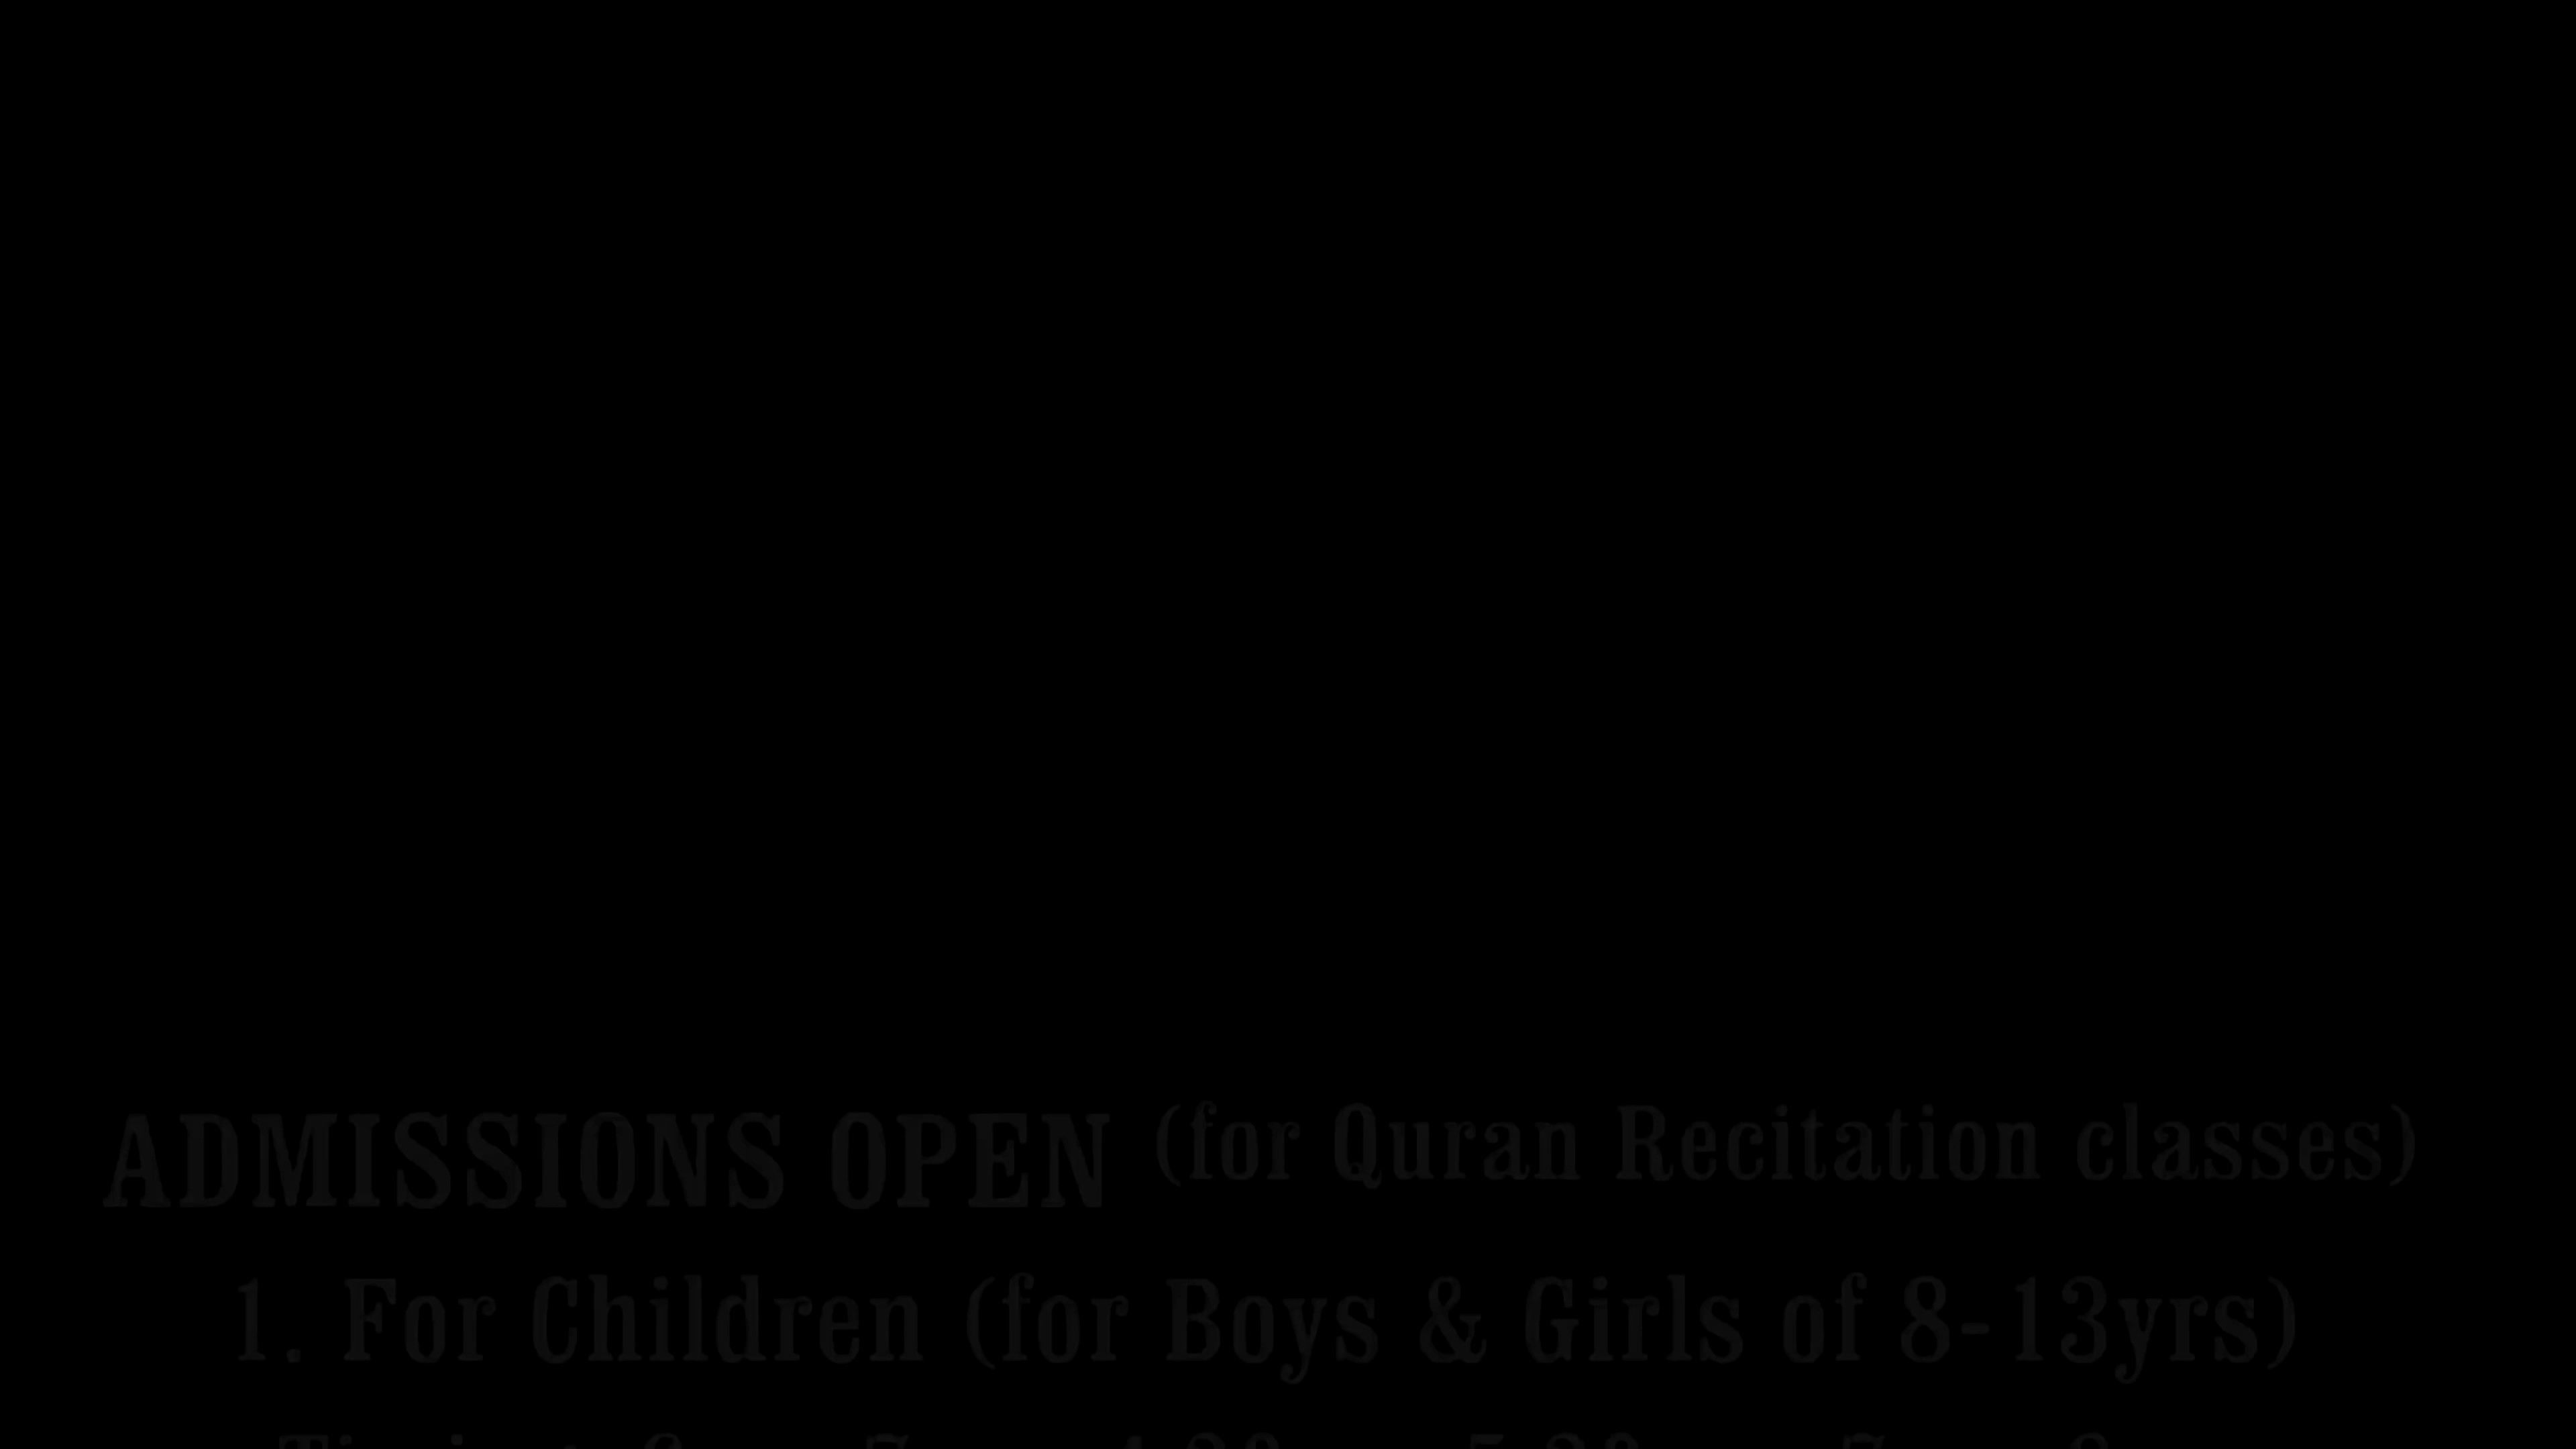 ADMISSIONS OPEN (for Quran Recitation classes)
1. For Children (for Boys & Girls of 8-13yrs)